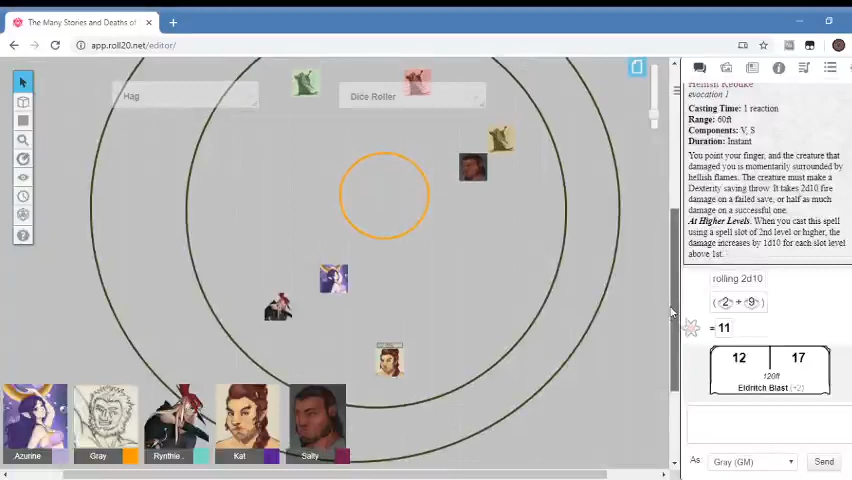 The Many Stories and Deaths of
app.roll20.net/editor/
Hag
Dice Roller
Azurine
Gray
Rynthie .
Kat
Salty
Hellish Rebuke
evocation 1
Casting Time: 1 reaction
Range: 60ft
Components: V, S
Duration: Instant
You point your finger, and the creature that
damaged you is momentarily surrounded by
hellish flames. The creature must make a
Dexterity saving throw. It takes 2d10 fire
damage on a failed save, or half as much
damage on a successful one.
At Higher Levels. When you cast this spell
using a spell slot of 2nd level or higher, the
damage increases by 1d10 for each slot level
above 1st.
rolling 2d10
( 2 + 9 )
= 11
12 17
120ft
Eldritch Blast (+2)
As: Gray (GM) Send